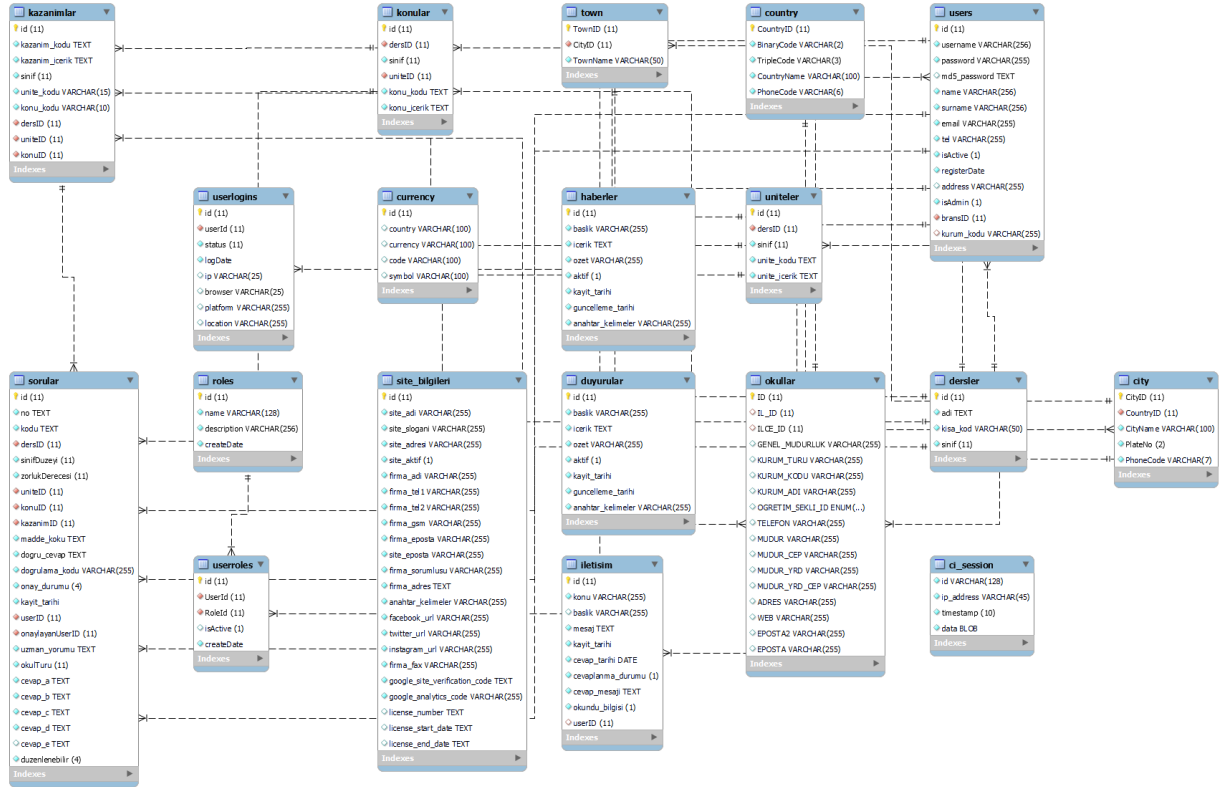 kazanimlar
id (11)
kazanim_kodu TEXT
kazanim_icerik TEXT
sinif (11)
unite_kodu VARCHAR(15)
konu_kodu VARCHAR(10)
dersID (11)
uniteID (11)
konuID (11)
Indexes
konular
id (11)
dersID (11)
sinif (11)
uniteID (11)
konu_kodu TEXT
konu_icerik TEXT
Indexes
town
TownID (11)
CityID (11)
TownName VARCHAR(50)
Indexes
country
CountryID (11)
BinaryCode VARCHAR(2)
TripleCode VARCHAR(3)
CountryName VARCHAR(100)
PhoneCode VARCHAR(6)
Indexes
users
id (11)
username VARCHAR(256)
password VARCHAR(255)
md5_password TEXT
name VARCHAR(256)
surname VARCHAR(256)
email VARCHAR(255)
tel VARCHAR(255)
isActive (1)
registerDate
address VARCHAR(255)
isAdmin (1)
bransID (11)
kurum_kodu VARCHAR(255)
Indexes
userlogins
id (11)
userId (11)
status (11)
logDate
ip VARCHAR(25)
browser VARCHAR(25)
platform VARCHAR(255)
location VARCHAR(255)
Indexes
currency
id (11)
country VARCHAR(100)
currency VARCHAR(100)
code VARCHAR(100)
symbol VARCHAR(100)
Indexes
haberler
id (11)
baslik VARCHAR(255)
icerik TEXT
ozet VARCHAR(255)
aktif (1)
kayit_tarihi
guncelleme_tarihi
anahtar_kelimeler VARCHAR(255)
Indexes
uniteler
id (11)
dersID (11)
sinif (11)
unite_kodu TEXT
unite_icerik TEXT
Indexes
sorular
id (11)
no TEXT
kodu TEXT
dersID (11)
sinifDuzeyi (11)
zorlukDerecesi (11)
uniteID (11)
konuID (11)
kazanimID (11)
madde_koku TEXT
dogru_cevap TEXT
dogrulama_kodu VARCHAR(255)
onay_durumu (4)
kayit_tarihi
userID (11)
onaylayanUserID (11)
uzman_yorumu TEXT
okulTuru (11)
cevap_a TEXT
cevap_b TEXT
cevap_c TEXT
cevap_d TEXT
cevap_e TEXT
duzenlenebilir (4)
Indexes
roles
id (11)
name VARCHAR(128)
description VARCHAR(256)
createDate
Indexes
userroles
id (11)
UserId (11)
RoleId (11)
isActive (1)
createDate
Indexes
site_bilgileri
id (11)
site_adi VARCHAR(255)
site_slogani VARCHAR(255)
site_adresi VARCHAR(255)
site_aktif (1)
firma_adi VARCHAR(255)
firma_tel1 VARCHAR(255)
firma_tel2 VARCHAR(255)
firma_gsm VARCHAR(255)
firma_eposta VARCHAR(255)
site_eposta VARCHAR(255)
firma_sorumlusu VARCHAR(255)
firma_adres TEXT
anahtar_kelimeler VARCHAR(255)
facebook_url VARCHAR(255)
twitter_url VARCHAR(255)
instagram_url VARCHAR(255)
firma_fax VARCHAR(255)
google_site_verification_code TEXT
google_analytics_code VARCHAR(255)
license_number TEXT
license_start_date TEXT
license_end_date TEXT
Indexes
duyurular
id (11)
baslik VARCHAR(255)
icerik TEXT
ozet VARCHAR(255)
aktif (1)
kayit_tarihi
guncelleme_tarihi
anahtar_kelimeler VARCHAR(255)
Indexes
iletisim
id (11)
konu VARCHAR(255)
baslik VARCHAR(255)
mesaj TEXT
kayit_tarihi
cevap_tarihi DATE
cevaplanma_durumu (1)
cevap_mesaji TEXT
okundu_bilgisi (1)
userID (11)
Indexes
okullar
ID (11)
IL_ID (11)
ILCE_ID (11)
GENEL_MUDURLUK VARCHAR(255)
KURUM_TURU VARCHAR(255)
KURUM_KODU VARCHAR(255)
KURUM_ADI VARCHAR(255)
OGRETIM_SEKLI_ID ENUM(...)
TELEFON VARCHAR(255)
MUDUR VARCHAR(255)
MUDUR_CEP VARCHAR(255)
MUDUR_YRD VARCHAR(255)
MUDUR_YRD_CEP VARCHAR(255)
ADRES VARCHAR(255)
WEB VARCHAR(255)
EPOSTA2 VARCHAR(255)
EPOSTA VARCHAR(255)
Indexes
dersler
id (11)
adi TEXT
kisa_kod VARCHAR(50)
sinif (11)
Indexes
city
CityID (11)
CountryID (11)
CityName VARCHAR(100)
PlateNo (2)
PhoneCode VARCHAR(7)
Indexes
ci_session
id VARCHAR(128)
ip_address VARCHAR(45)
timestamp (10)
data BLOB
Indexes